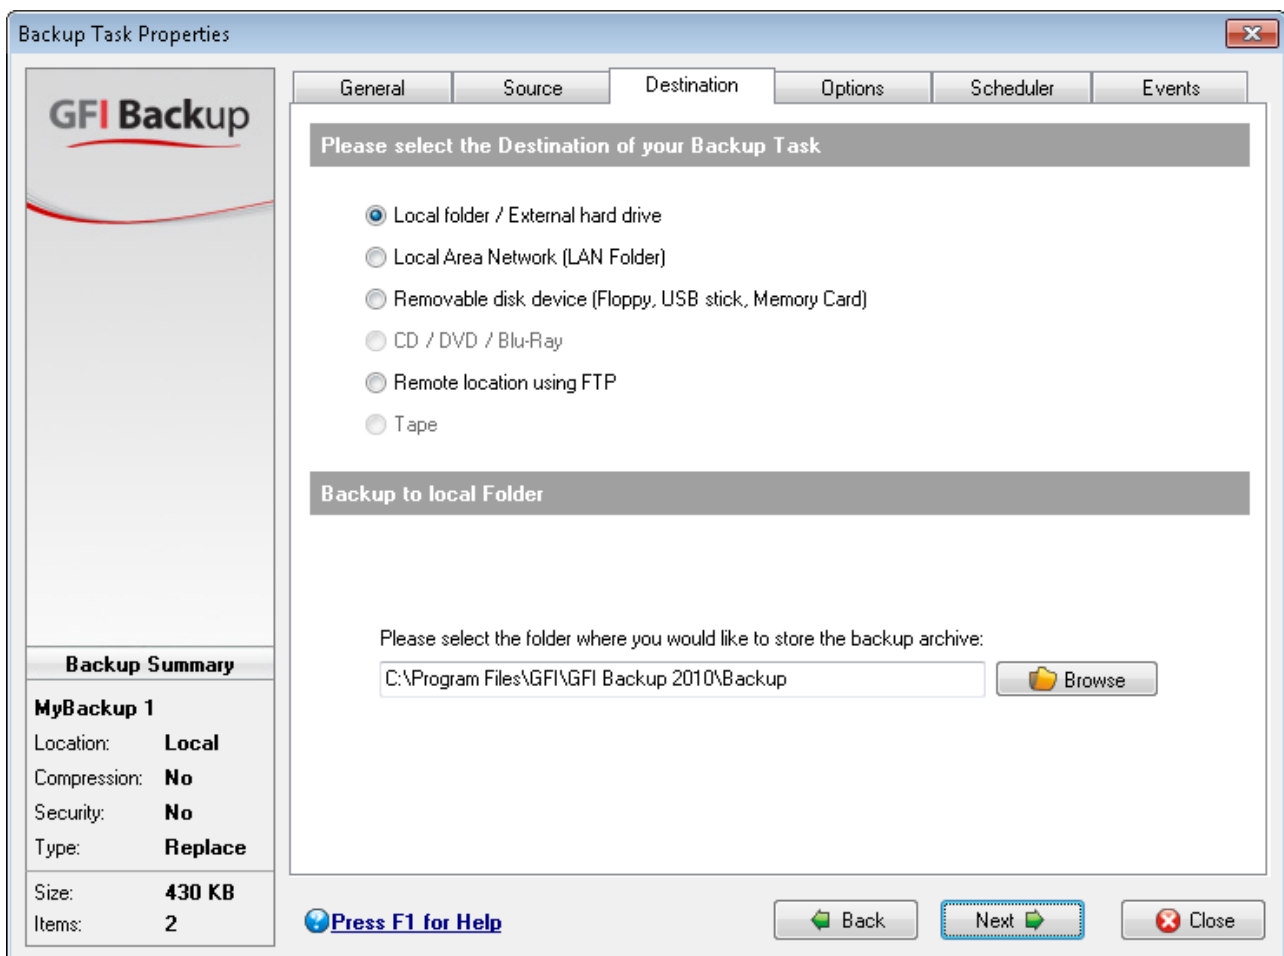 Backup Task Properties
GFI Backup
General Source Destination Options Scheduler Events
Please select the Destination of your Backup Task
Local folder / External hard drive
Local Area Network (LAN Folder)
Removable disk device (Floppy, USB stick, Memory Card)
CD / DVD / Blu-Ray
Remote location using FTP
Tape
Backup to local Folder
Please select the folder where you would like to store the backup archive:
C:\Program Files\GFI\GFI Backup 2010\Backup
Browse
Backup Summary
MyBackup 1
Location: Local
Compression: No
Security: No
Type: Replace
Size: 430 KB
Items: 2
Press F1 for Help
Back
Next
Close